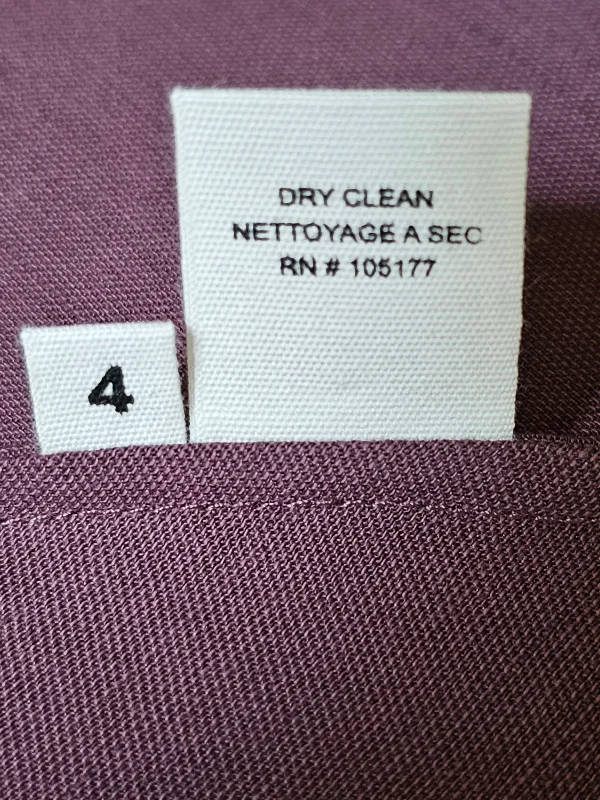 DRY CLEAN
NETTOYAGE A SEC
RN # 105177
4